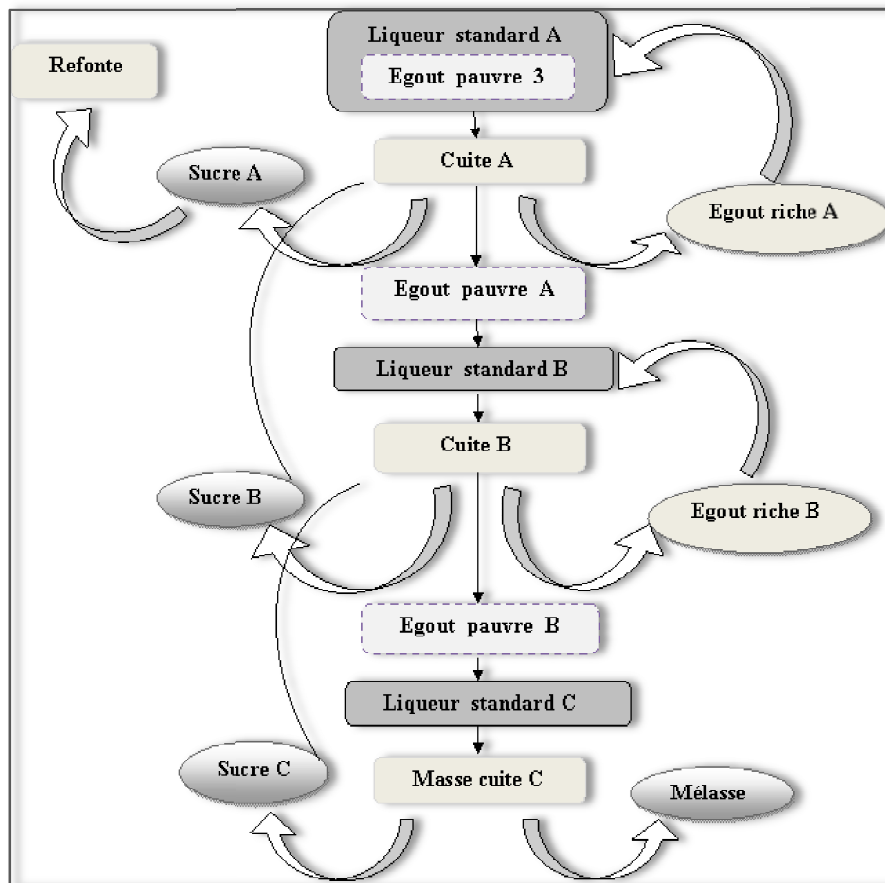 Liqueur standard A
Refonte
Egout pauvre 3
Cuite A
Sucre A
Egout riche A
Egout pauvre A
Liqueur standard B
Cuite B
Sucre B
Egout riche B
Egout pauvre B
Liqueur standard C
Sucre C
Masse cuite C
Mélasse